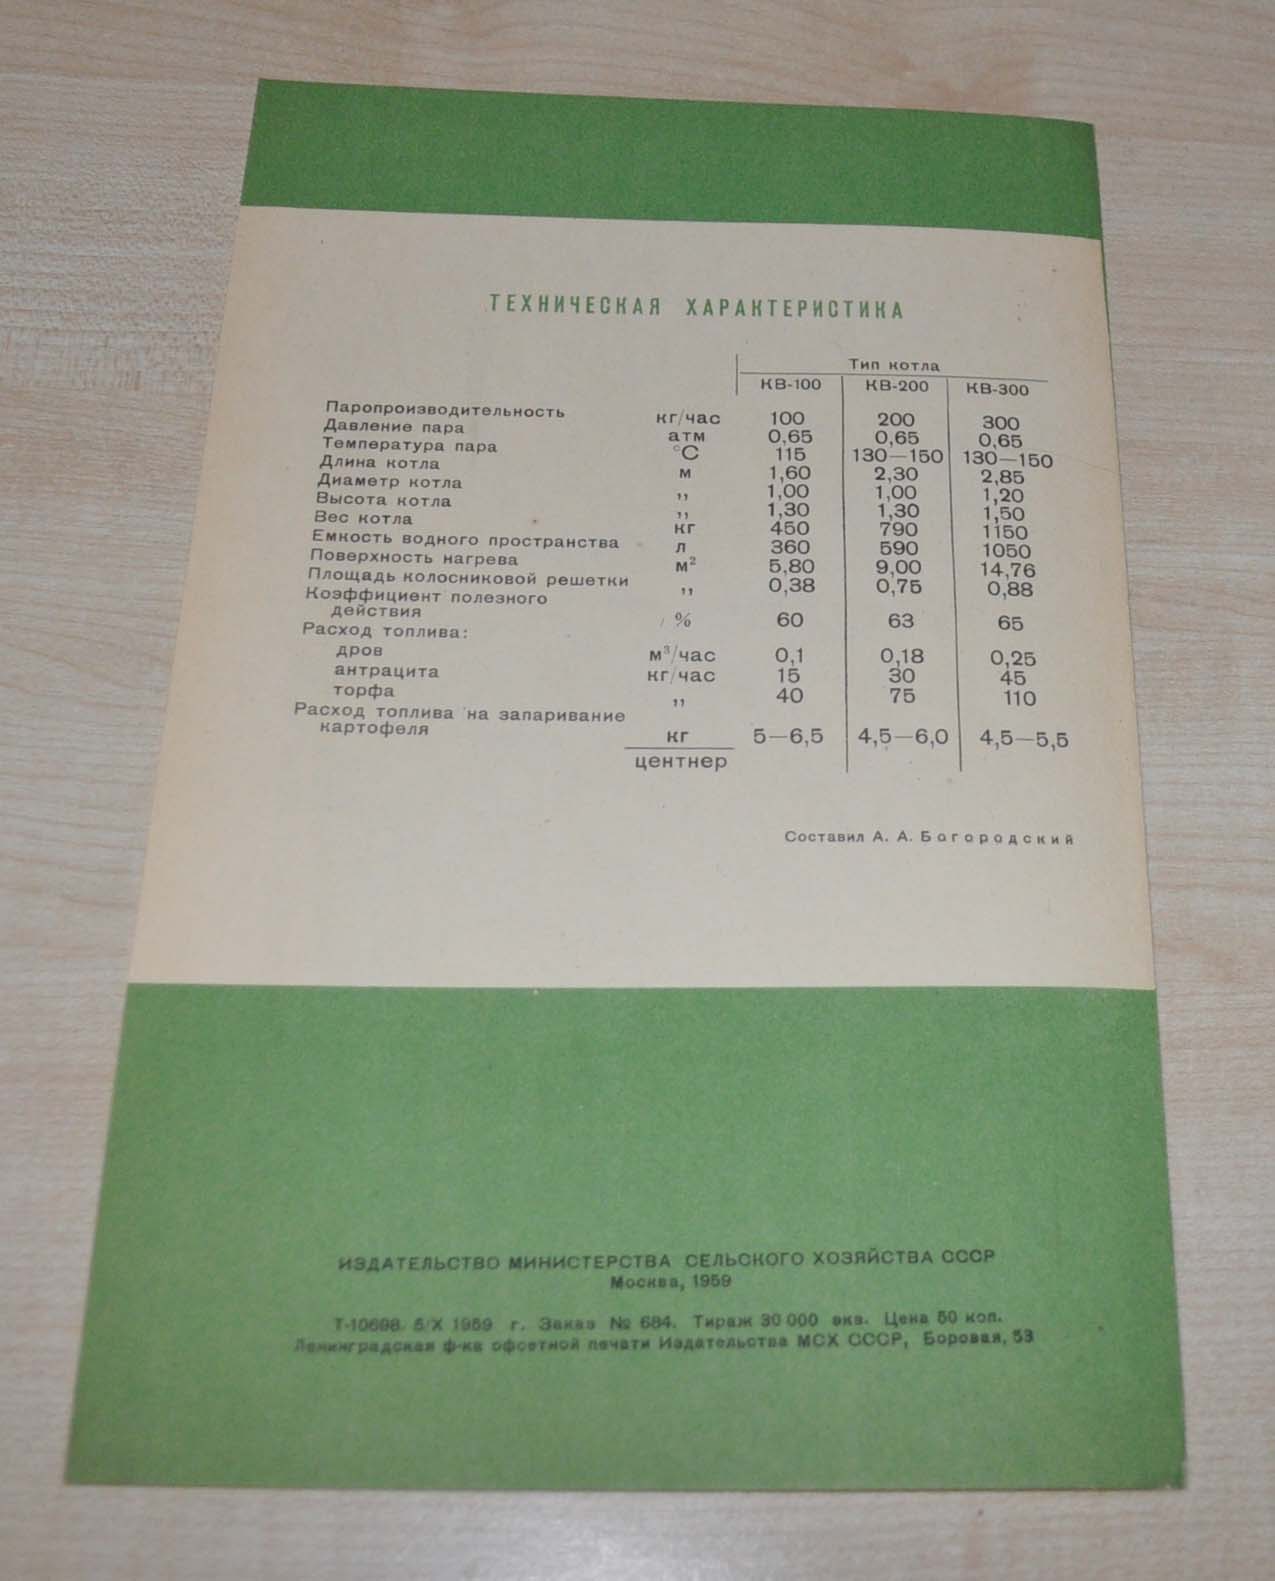 ТЕХНИЧЕСКАЯ ХАРАКТЕРИСТИКА
Тип котла
КВ-100 КВ-200 КВ-300
Паропроизводительность кг/час 100 200 300
Давление пара атм 0,65 0,65 0,65
Температура пара °С 115 130—150 130—150
Длина котла м 1,60 2,30 2,85
Диаметр котла ,, 1,00 1,00 1,20
Высота котла ,, 1,30 1,30 1,50
Вес котла кг 450 790 1150
Емкость водного пространства л 360 590 1050
Поверхность нагрева м² 5,80 9,00 14,76
Площадь колосниковой решетки ,, 0,38 0,75 0,88
Коэффициент полезного
действия % 60 63 65
Расход топлива:
дров м³/час 0,1 0,18 0,25
антрацита кг/час 15 30 45
торфа ,, 40 75 110
Расход топлива на запаривание
картофеля кг 5—6,5 4,5—6,0 4,5—5,5
центнер
Составил А. А. Богородский
ИЗДАТЕЛЬСТВО МИНИСТЕРСТВА СЕЛЬСКОГО ХОЗЯЙСТВА СССР
Москва, 1959
Т-10698. 5/X 1959 г. Заказ № 684. Тираж 30 000 экз. Цена 50 коп.
Ленинградская ф-ка офсетной печати Издательства МСХ СССР, Боровая, 53